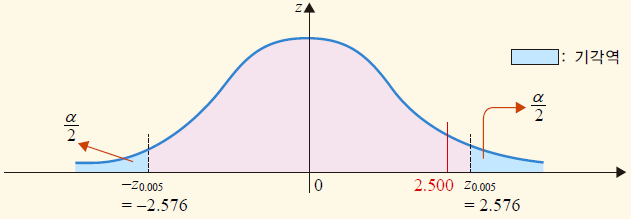 z
: 기각역
α/2
α/2
−z0.005
= −2.576
0
2.500
z0.005
= 2.576